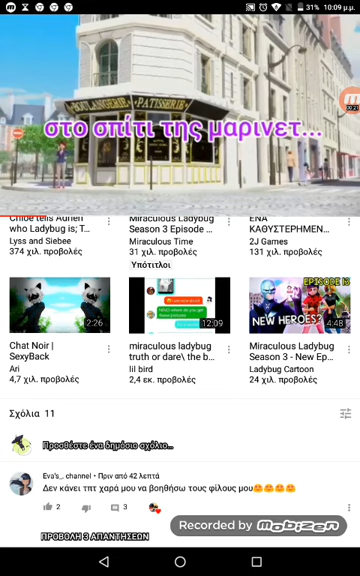 31% 10:09 μ.μ.
BOULANGERIE PATISSERIE
στο σπίτι της μαρινετ...
Chloe tells Adrien
who Ladybug is; T...
Lyss and Siebee
374 χιλ. προβολές
Miraculous Ladybug
Season 3 Episode ...
Miraculous Time
31 χιλ. προβολές
Υπότιτλοι
ΕΝΑ
ΚΑΘΥΣΤΕΡΗΜΕΝ...
2J Games
131 χιλ. προβολές
2:26
12:09
EPISODE 13
NEW HEROES?
4:48
Chat Noir |
SexyBack
Ari
4,7 χιλ. προβολές
miraculous ladybug
truth or dare\ the b...
lil bird
2,4 εκ. προβολές
Miraculous Ladybug
Season 3 - New Ep...
Ladybug Cartoon
24 χιλ. προβολές
Σχόλια 11
Προσθέστε ένα δημόσιο σχόλιο...
Eva's_. channel • Πριν από 42 λεπτά
Δεν κάνει τπτ χαρά μου να βοηθήσω τους φίλους μου🤗🤗🤗🤗
2 3
Recorded by MOBIZEN
ΠΡΟΒΟΛΗ 3 ΑΠΑΝΤΗΣΕΩΝ